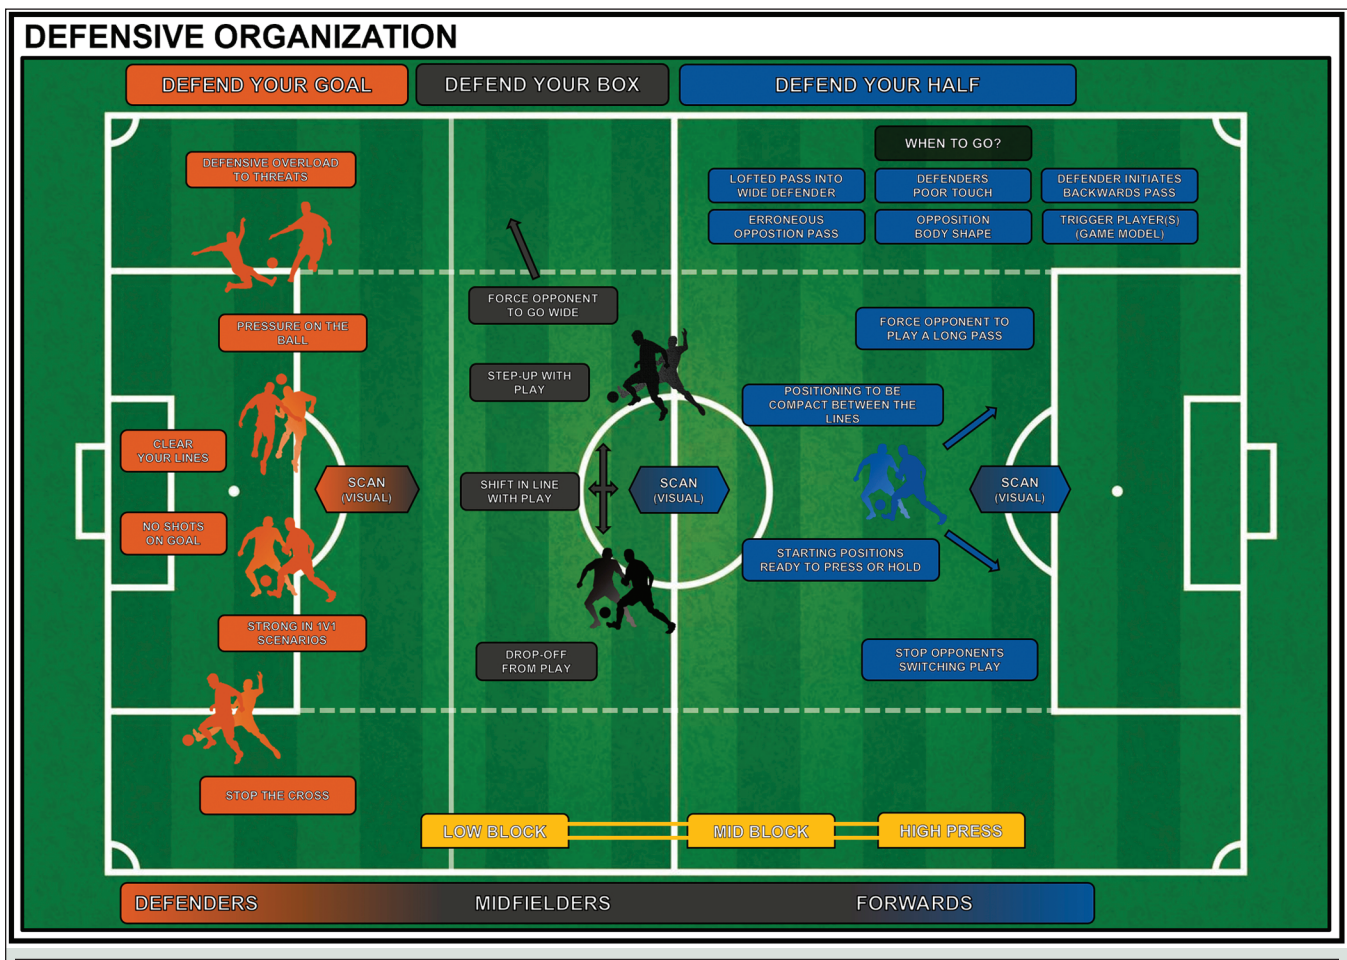 DEFENSIVE ORGANIZATION
DEFEND YOUR GOAL
DEFEND YOUR BOX
DEFEND YOUR HALF
DEFENSIVE OVERLOAD
TO THREATS
PRESSURE ON THE
BALL
CLEAR
YOUR LINES
NO SHOTS
ON GOAL
STRONG IN 1V1
SCENARIOS
STOP THE CROSS
SCAN
(VISUAL)
FORCE OPPONENT
TO GO WIDE
STEP-UP WITH
PLAY
SHIFT IN LINE
WITH PLAY
DROP-OFF
FROM PLAY
SCAN
(VISUAL)
WHEN TO GO?
LOFTED PASS INTO
WIDE DEFENDER
DEFENDERS
POOR TOUCH
DEFENDER INITIATES
BACKWARDS PASS
ERRONEOUS
OPPOSTION PASS
OPPOSITION
BODY SHAPE
TRIGGER PLAYER(S)
(GAME MODEL)
FORCE OPPONENT TO
PLAY A LONG PASS
POSITIONING TO BE
COMPACT BETWEEN THE
LINES
SCAN
(VISUAL)
STARTING POSITIONS
READY TO PRESS OR HOLD
STOP OPPONENTS
SWITCHING PLAY
LOW BLOCK
MID BLOCK
HIGH PRESS
DEFENDERS
MIDFIELDERS
FORWARDS